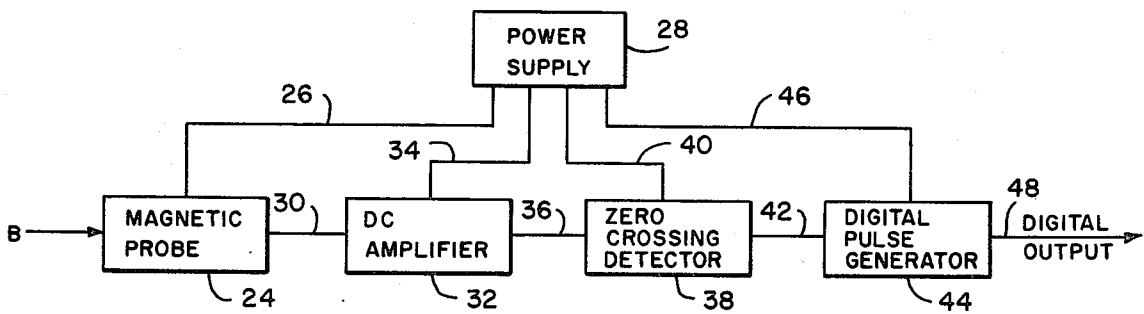 POWER
SUPPLY
28
26
46
34
40
B
MAGNETIC
PROBE
30
DC
AMPLIFIER
36
ZERO
CROSSING
DETECTOR
42
DIGITAL
PULSE
GENERATOR
48
DIGITAL
OUTPUT
24
32
38
44